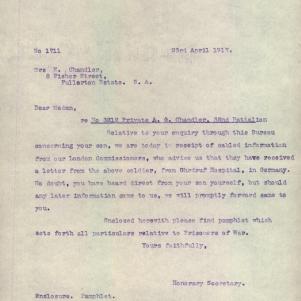 No 1711 23rd April 1917.
Mrs E. Chandler,
8 Fisher Street,
Fullerton Estate. S. A.
Dear Madam,
re No 3812 Private A. G. Chandler, 32nd Battalion
Relative to your enquiry through this Bureau
concerning your son, we are today in receipt of cabled information
from our London Commissioners, who advise us that they have received
a letter from the above soldier, from Ohrdruf Hospital, in Germany.
No doubt, you have heard direct from your son yourself, but should
any later information come to us, we will promptly forward same to
you.
Enclosed herewith please find pamphlet which
sets forth all particulars relative to Prisoners of War.
Yours faithfully,
Honorary Secretary.
Enclosure. Pamphlet.